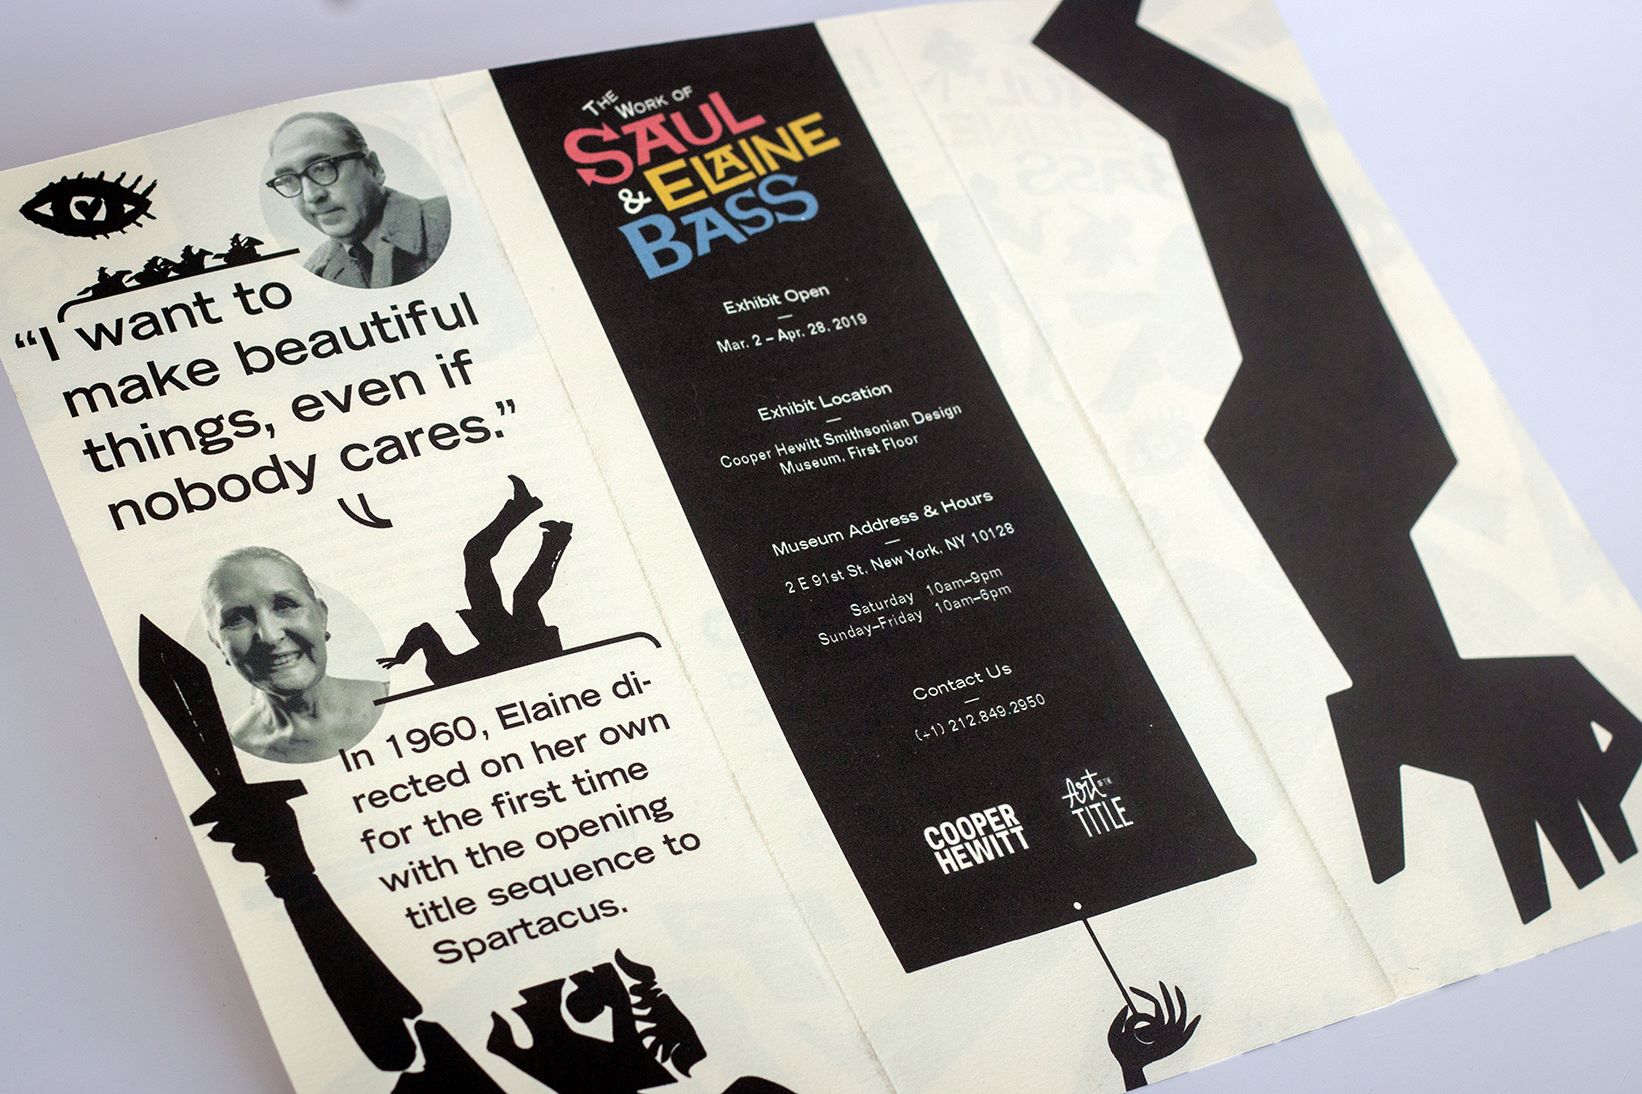 “I want to
make beautiful
things, even if
nobody cares.”
In 1960, Elaine di-
rected on her own
for the first time
with the opening
title sequence to
Spartacus.
THE WORK OF
SAUL
& ELAINE
BASS
Exhibit Open
—
Mar. 2 – Apr. 28, 2019
Exhibit Location
—
Cooper Hewitt Smithsonian Design
Museum, First Floor
Museum Address & Hours
—
2 E 91st St, New York, NY 10128
Saturday 10am–9pm
Sunday–Friday 10am–6pm
Contact Us
—
(+1) 212.849.2950
COOPER
HEWITT
Art OF THE
TITLE